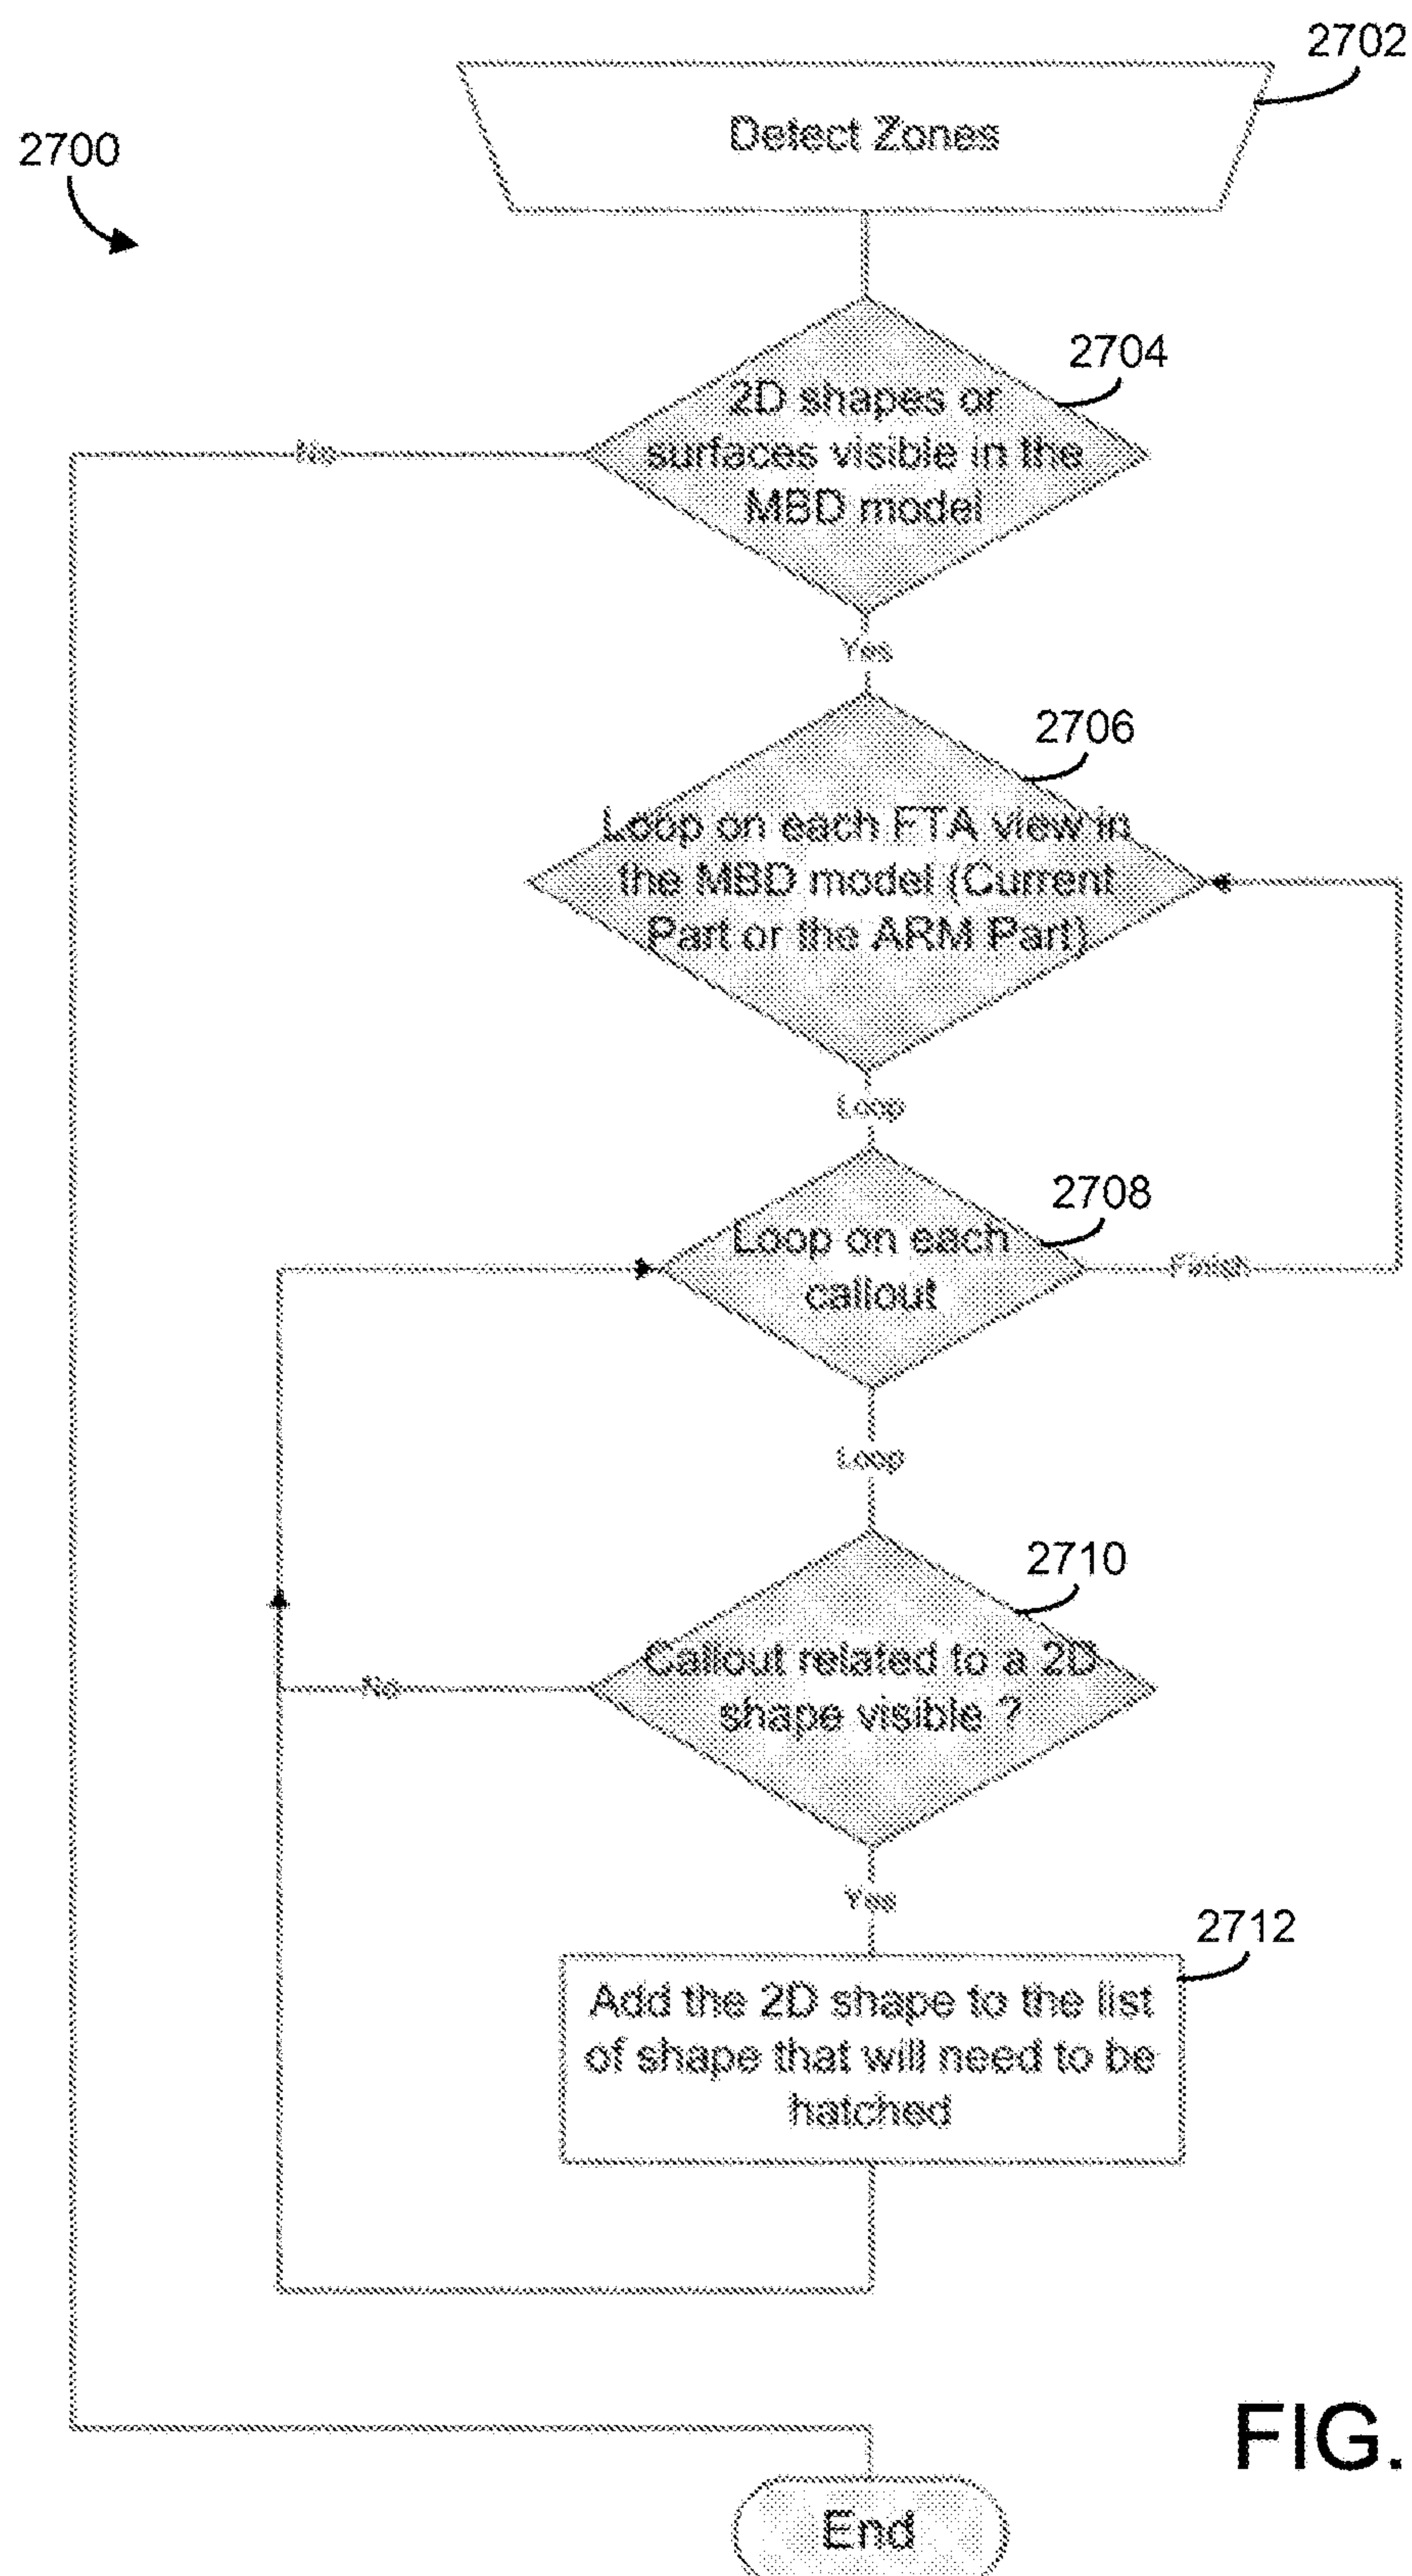 2702
Detect Zones
2700
2704
2D shapes or
surfaces visible in the
MBD model
No
Yes
2706
Loop on each FTA view in
the MBD model (Current
Part or the ARM Part)
Loop
2708
Loop on each
callout
Finish
Loop
2710
Callout related to a 2D
shape visible ?
No
Yes
2712
Add the 2D shape to the list
of shape that will need to be
hatched
FIG.
End